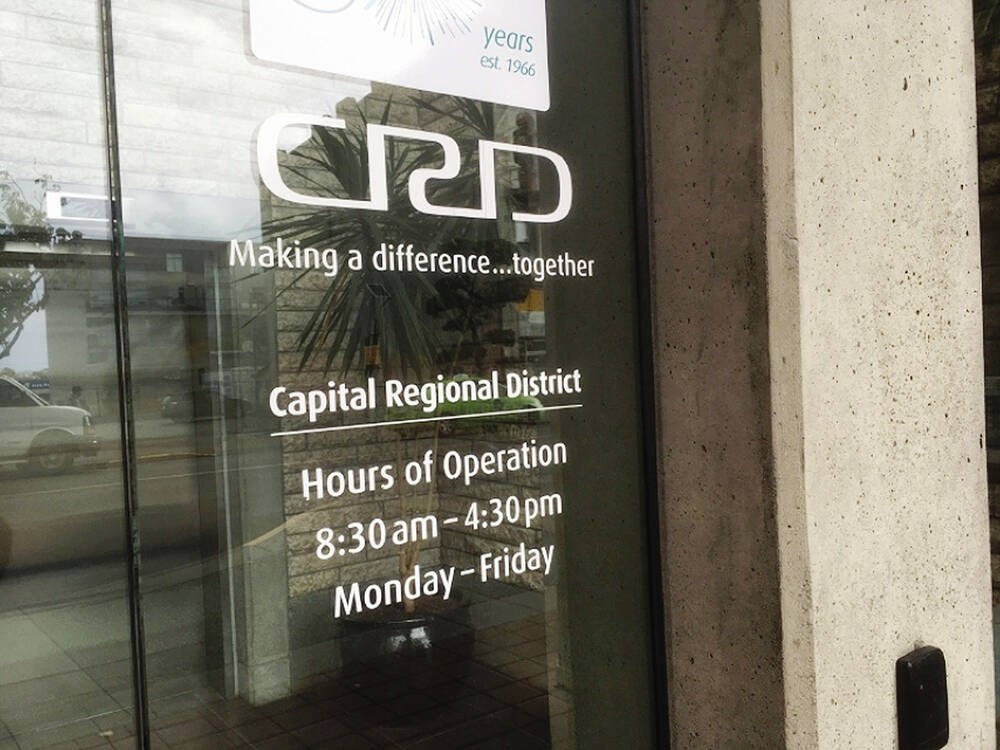 years
est. 1966
CRD
Making a difference...together
Capital Regional District
Hours of Operation
8:30 am – 4:30 pm
Monday – Friday